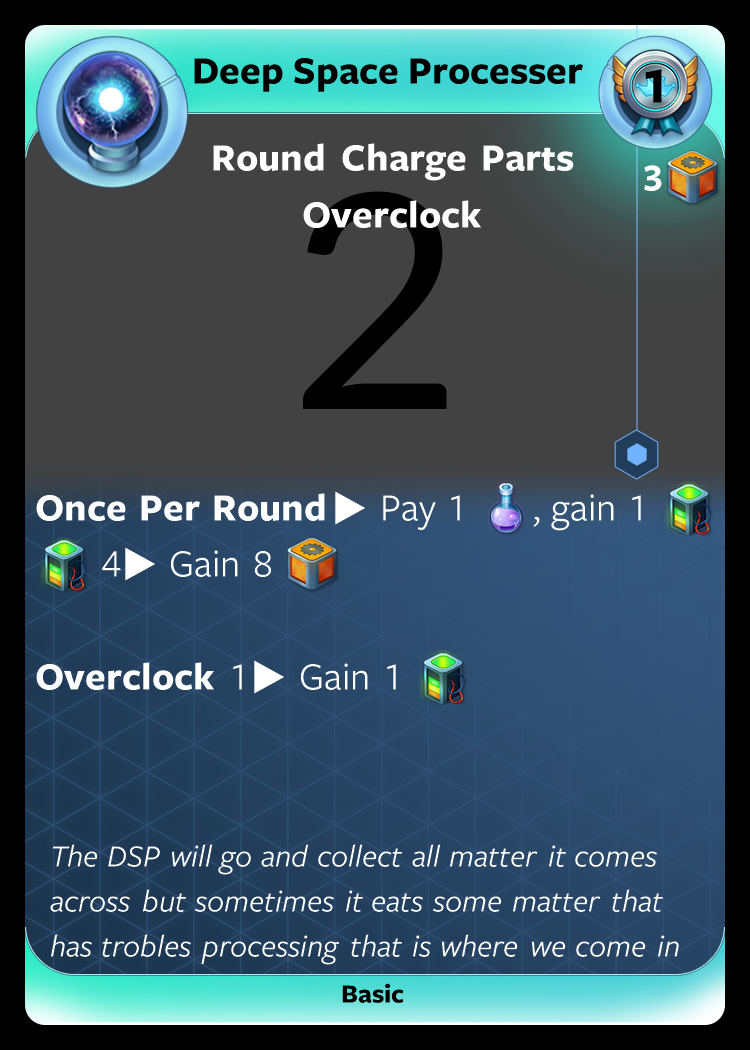 Deep Space Processer
1
Round Charge Parts
3
Overclock
2
Once Per Round ▶ Pay 1 , gain 1
4 ▶ Gain 8
Overclock 1 ▶ Gain 1
The DSP will go and collect all matter it comes
across but sometimes it eats some matter that
has trobles processing that is where we come in
Basic